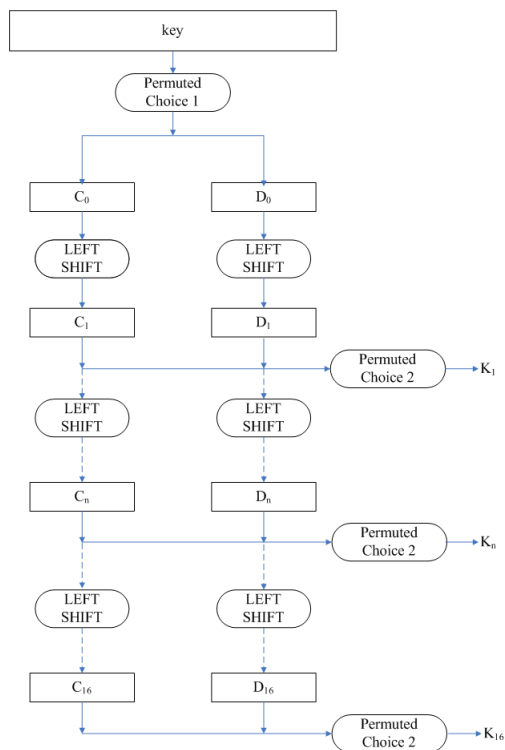 key
Permuted
Choice 1
C₀
D₀
LEFT
SHIFT
LEFT
SHIFT
C₁
D₁
Permuted
Choice 2
K₁
LEFT
SHIFT
LEFT
SHIFT
Cₙ
Dₙ
Permuted
Choice 2
Kₙ
LEFT
SHIFT
LEFT
SHIFT
C₁₆
D₁₆
Permuted
Choice 2
K₁₆